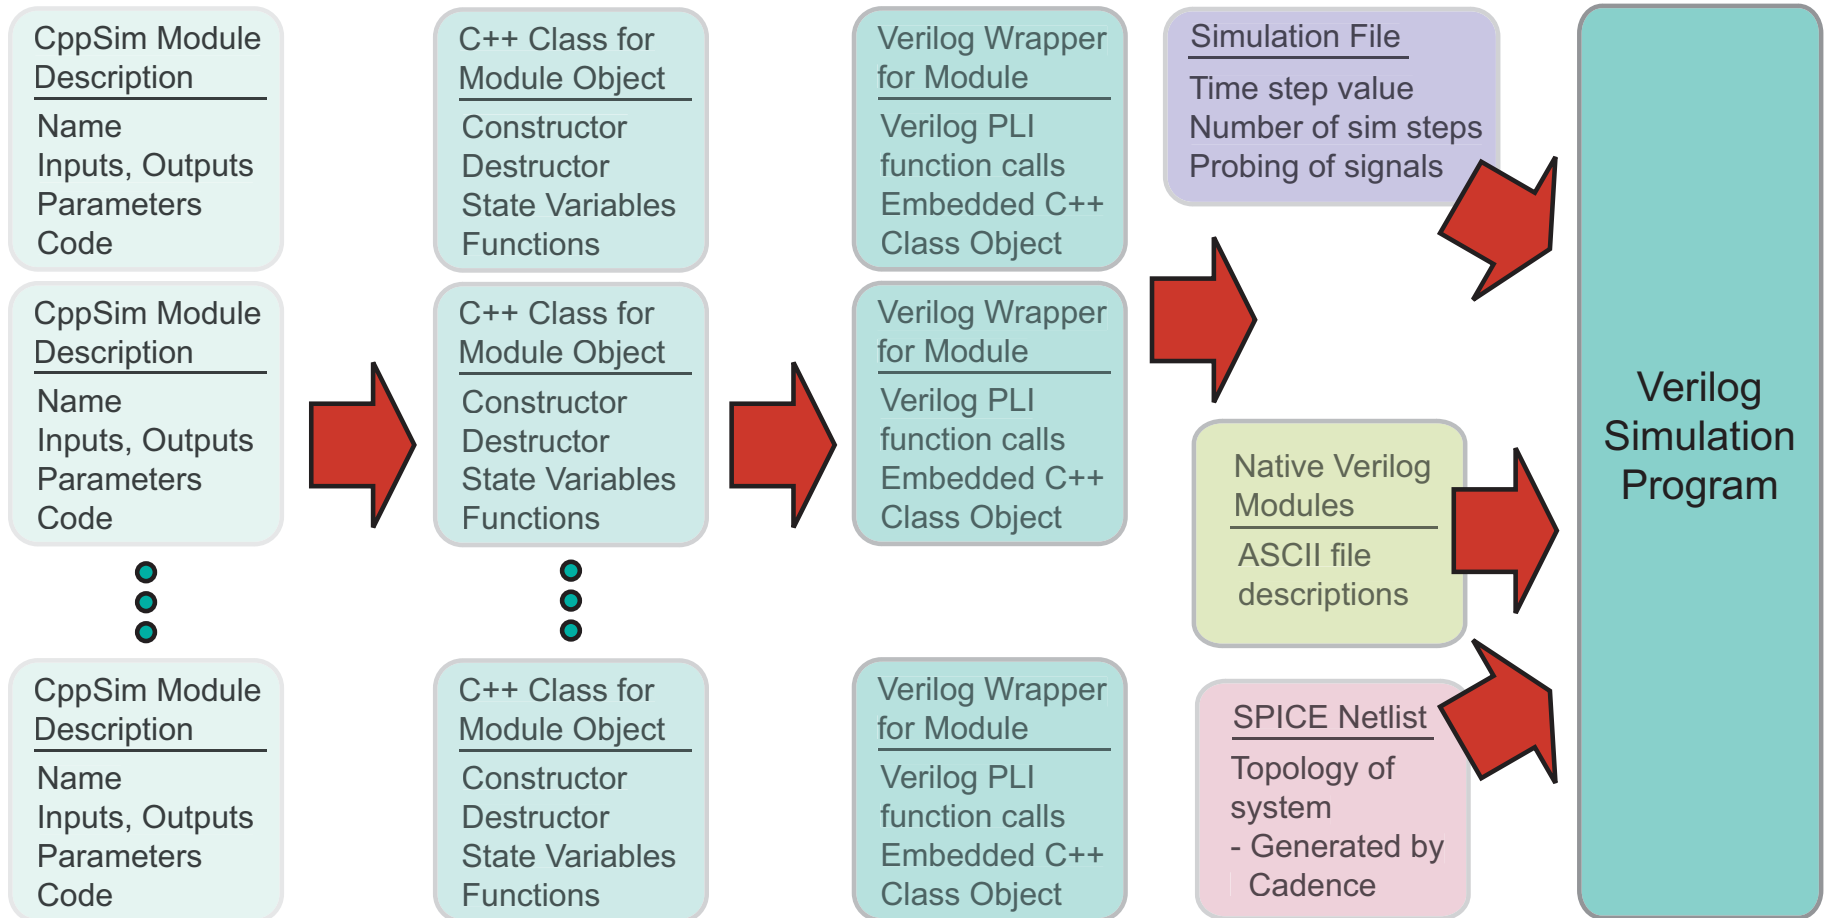 CppSim Module
Description
Name
Inputs, Outputs
Parameters
Code
C++ Class for
Module Object
Constructor
Destructor
State Variables
Functions
Verilog Wrapper
for Module
Verilog PLI
function calls
Embedded C++
Class Object
Simulation File
Time step value
Number of sim steps
Probing of signals
CppSim Module
Description
Name
Inputs, Outputs
Parameters
Code
C++ Class for
Module Object
Constructor
Destructor
State Variables
Functions
Verilog Wrapper
for Module
Verilog PLI
function calls
Embedded C++
Class Object
Native Verilog
Modules
ASCII file
descriptions
CppSim Module
Description
Name
Inputs, Outputs
Parameters
Code
C++ Class for
Module Object
Constructor
Destructor
State Variables
Functions
Verilog Wrapper
for Module
Verilog PLI
function calls
Embedded C++
Class Object
SPICE Netlist
Topology of
system
- Generated by
Cadence
Verilog
Simulation
Program